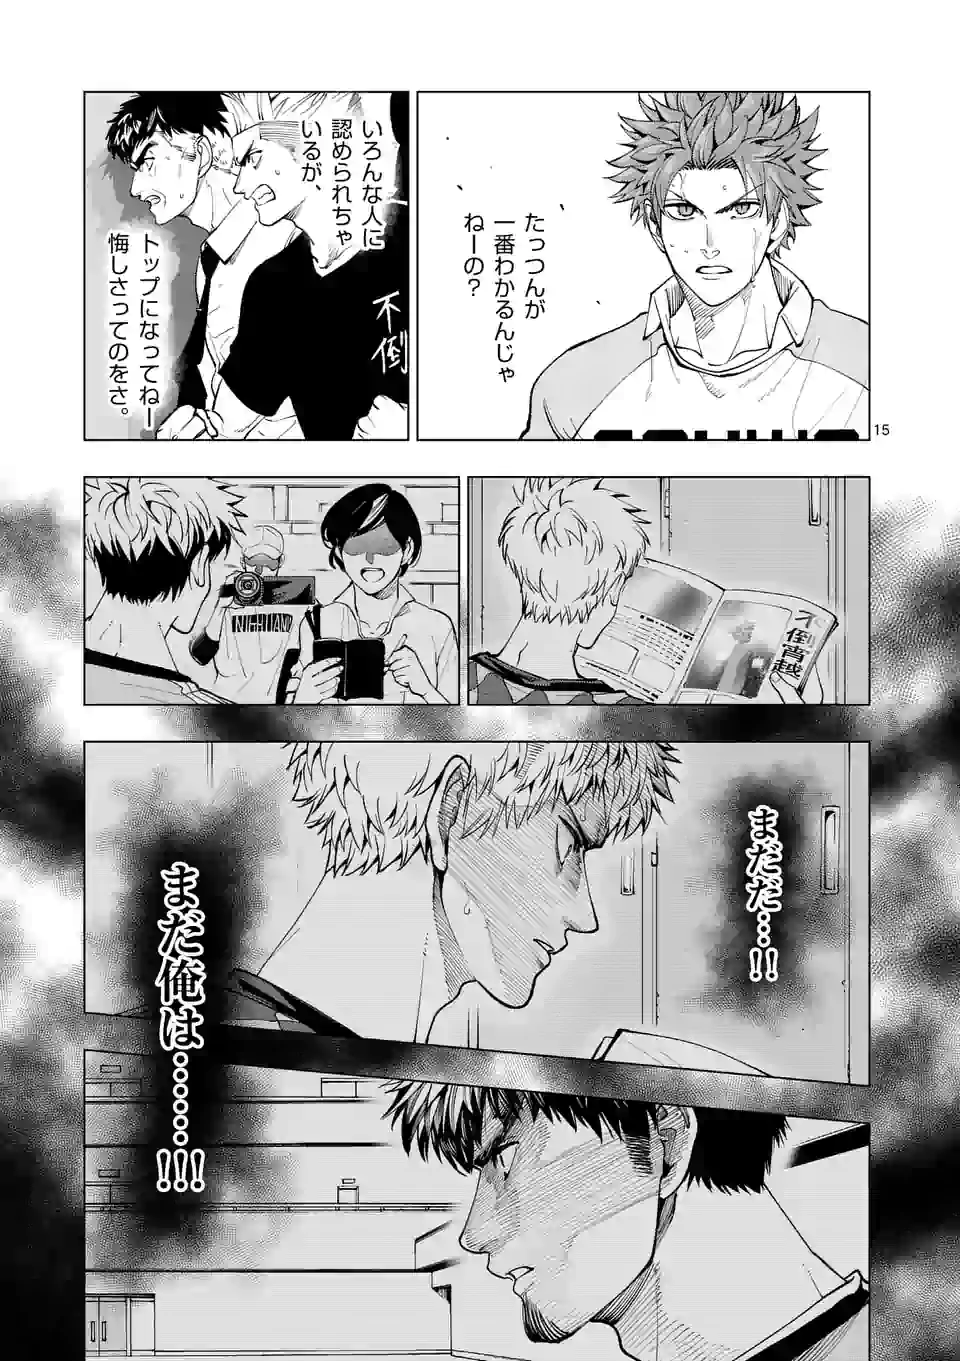 たっつんが
一番わかるんじゃ
ねーの？
15
いろんな人に
認められちゃ
いるが、
不倒
トップになってねー
悔しさってのをさ。
不倒宵越
NIGHTJAM
まだだ…!!
まだ俺は………!!!